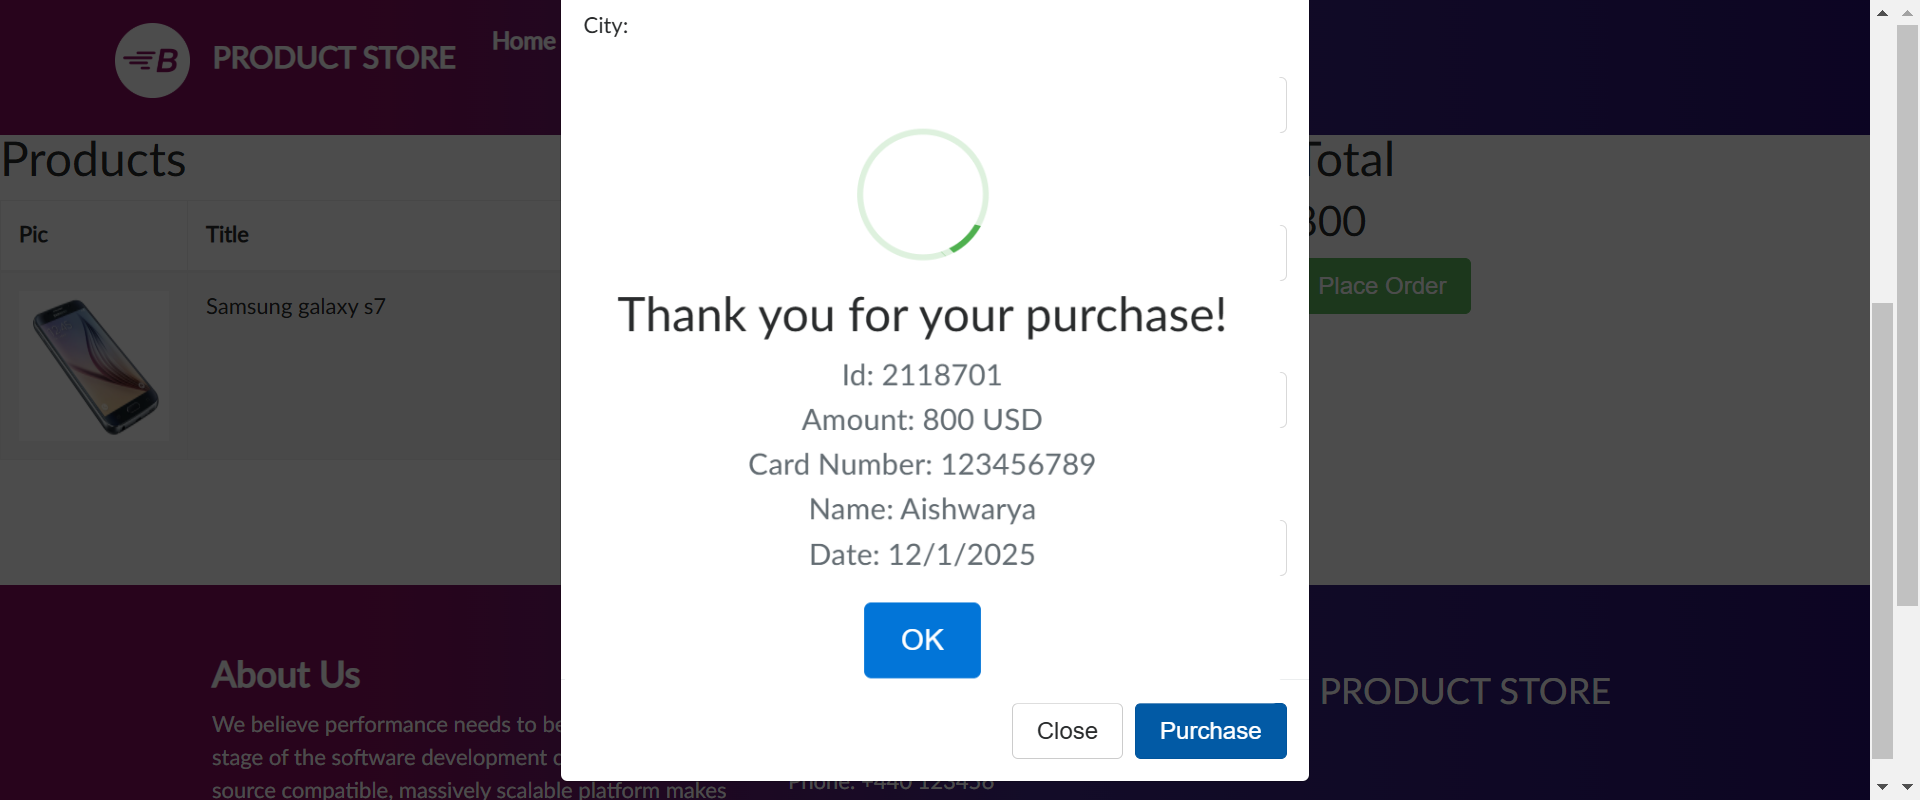 PRODUCT STORE
Home
City:
Products
Total
800
Pic
Title
Place Order
Samsung galaxy s7
Thank you for your purchase!
Id: 2118701
Amount: 800 USD
Card Number: 123456789
Name: Aishwarya
Date: 12/1/2025
OK
Close
Purchase
About Us
We believe performance needs to be
stage of the software development
source compatible, massively scalable platform makes
Phone: +440 123456
PRODUCT STORE